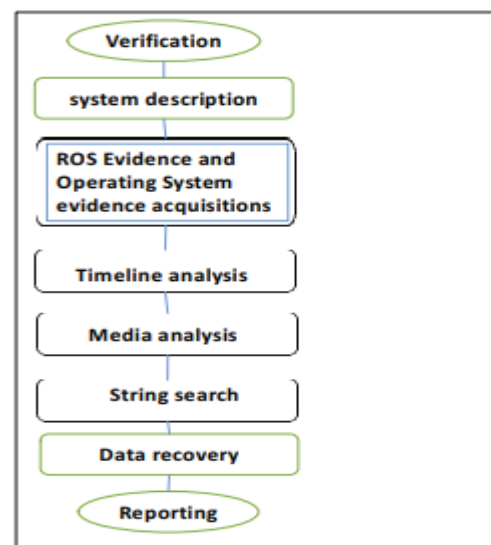 Verification
system description
ROS Evidence and
Operating System
evidence acquisitions
Timeline analysis
Media analysis
String search
Data recovery
Reporting